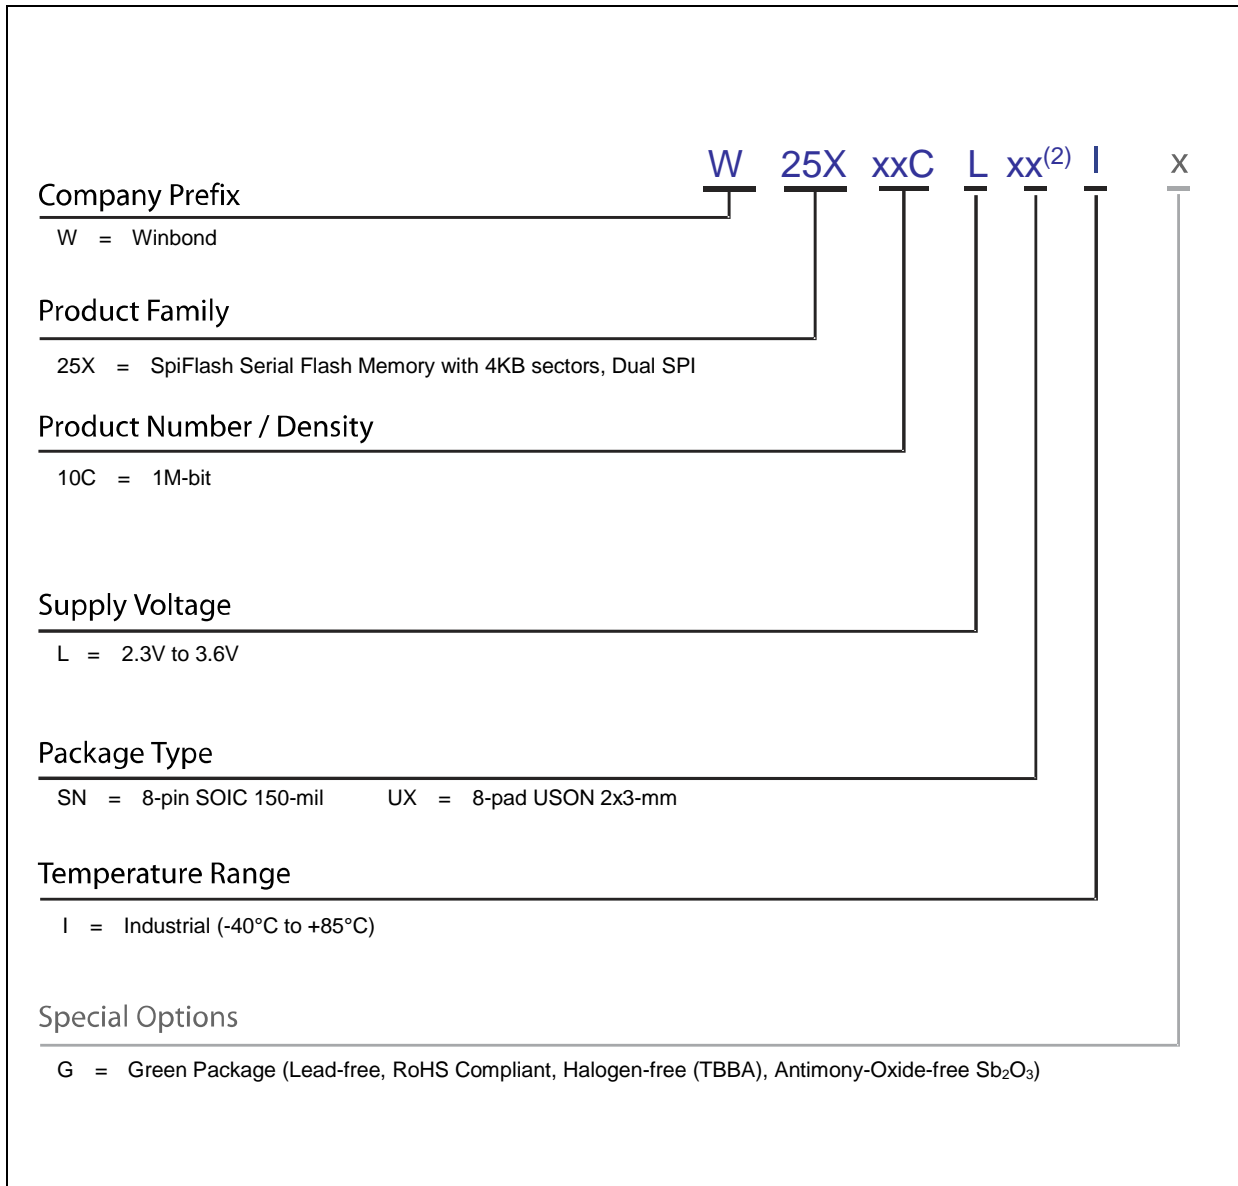 W 25X xxC L xx(2) I x
Company Prefix
W = Winbond
Product Family
25X = SpiFlash Serial Flash Memory with 4KB sectors, Dual SPI
Product Number / Density
10C = 1M-bit
Supply Voltage
L = 2.3V to 3.6V
Package Type
SN = 8-pin SOIC 150-mil UX = 8-pad USON 2x3-mm
Temperature Range
I = Industrial (-40°C to +85°C)
Special Options
G = Green Package (Lead-free, RoHS Compliant, Halogen-free (TBBA), Antimony-Oxide-free Sb₂O₃)